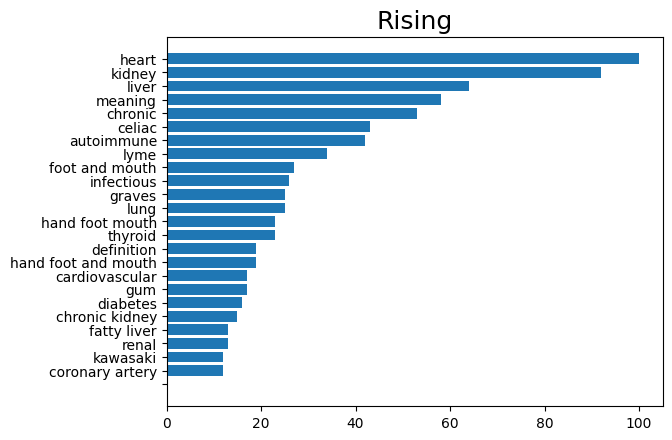 Rising
heart
kidney
liver
meaning
chronic
celiac
autoimmune
lyme
foot and mouth
infectious
graves
lung
hand foot mouth
thyroid
definition
hand foot and mouth
cardiovascular
gum
diabetes
chronic kidney
fatty liver
renal
kawasaki
coronary artery
0 20 40 60 80 100